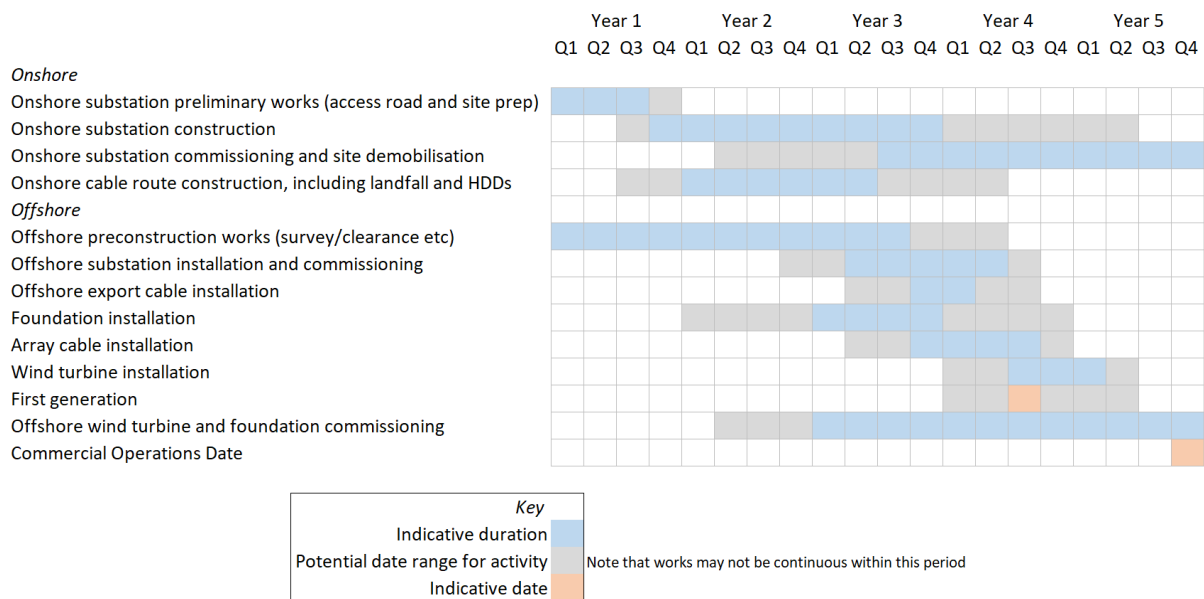 Year 1 Year 2 Year 3 Year 4 Year 5
Q1 Q2 Q3 Q4 Q1 Q2 Q3 Q4 Q1 Q2 Q3 Q4 Q1 Q2 Q3 Q4 Q1 Q2 Q3 Q4
Onshore
Onshore substation preliminary works (access road and site prep)
Onshore substation construction
Onshore substation commissioning and site demobilisation
Onshore cable route construction, including landfall and HDDs
Offshore
Offshore preconstruction works (survey/clearance etc)
Offshore substation installation and commissioning
Offshore export cable installation
Foundation installation
Array cable installation
Wind turbine installation
First generation
Offshore wind turbine and foundation commissioning
Commercial Operations Date
Key
Indicative duration
Potential date range for activity Note that works may not be continuous within this period
Indicative date